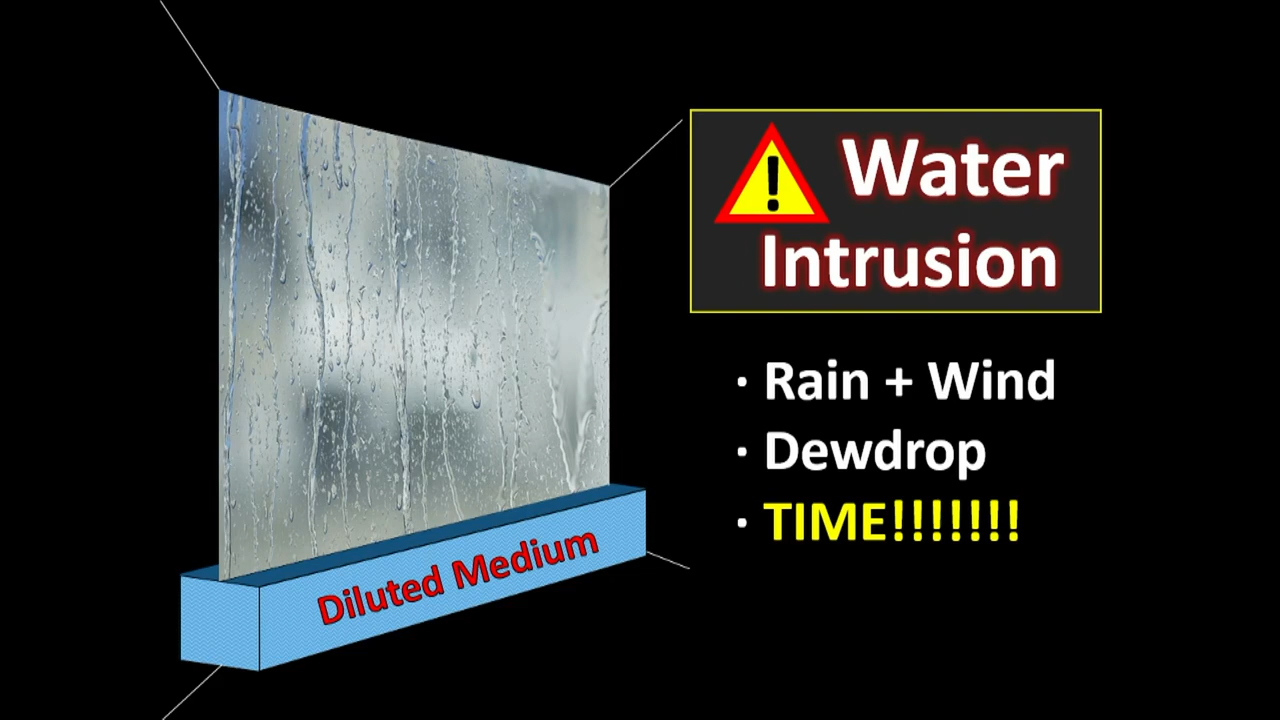 Water
Intrusion
· Rain + Wind
· Dewdrop
· TIME!!!!!!!
Diluted Medium